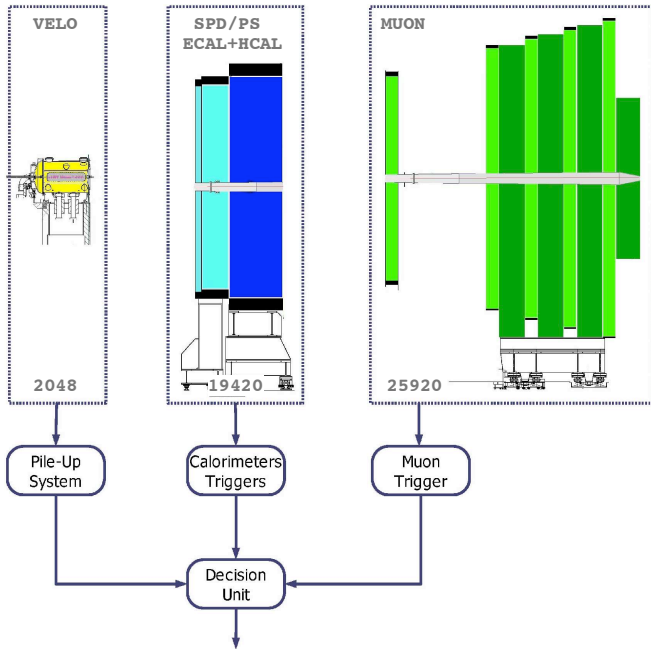 VELO
SPD/PS
ECAL+HCAL
MUON
2048
19420
25920
Pile-Up
System
Calorimeters
Triggers
Muon
Trigger
Decision
Unit